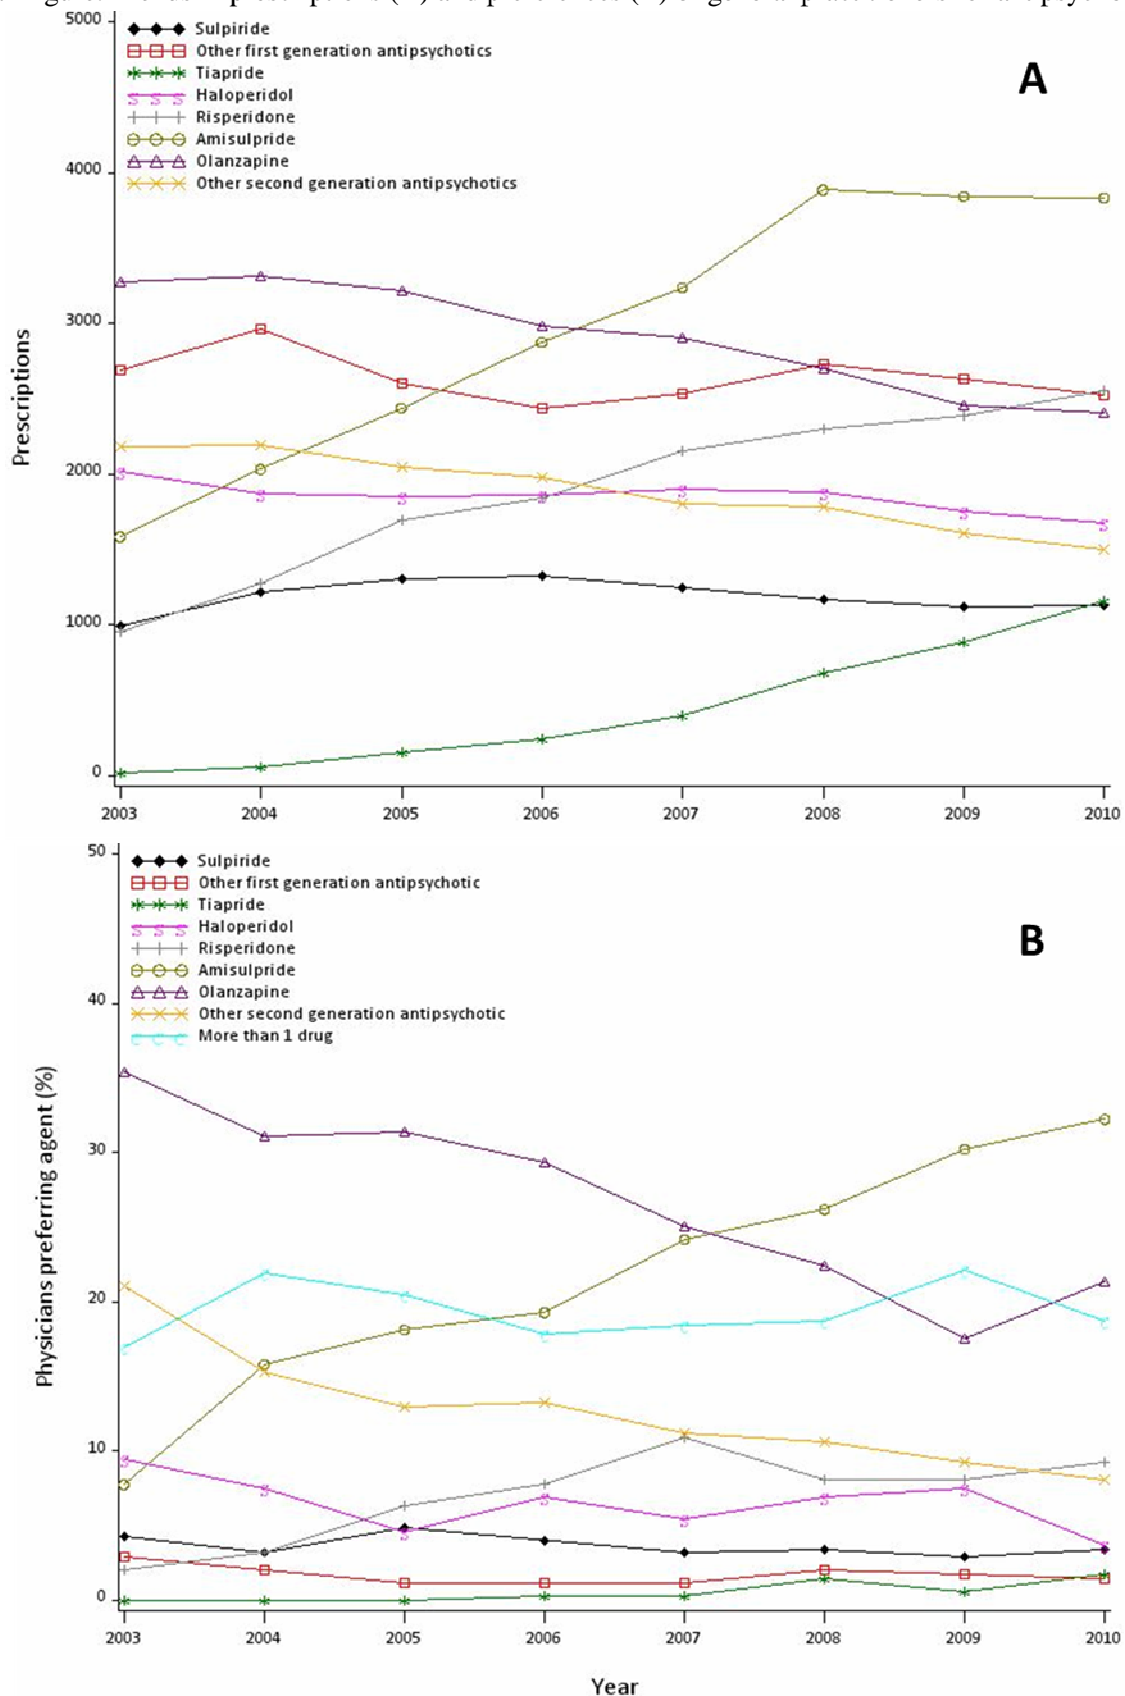 5000
Sulpiride
Other first generation antipsychotics
Tiapride
Haloperidol
Risperidone
Amisulpride
Olanzapine
Other second generation antipsychotics
A
4000
3000
2000
1000
0
Prescriptions
2003 2004 2005 2006 2007 2008 2009 2010
50
Sulpiride
Other first generation antipsychotic
Tiapride
Haloperidol
Risperidone
Amisulpride
Olanzapine
Other second generation antipsychotic
More than 1 drug
B
40
30
20
10
0
Physicians preferring agent (%)
2003 2004 2005 2006 2007 2008 2009 2010
Year